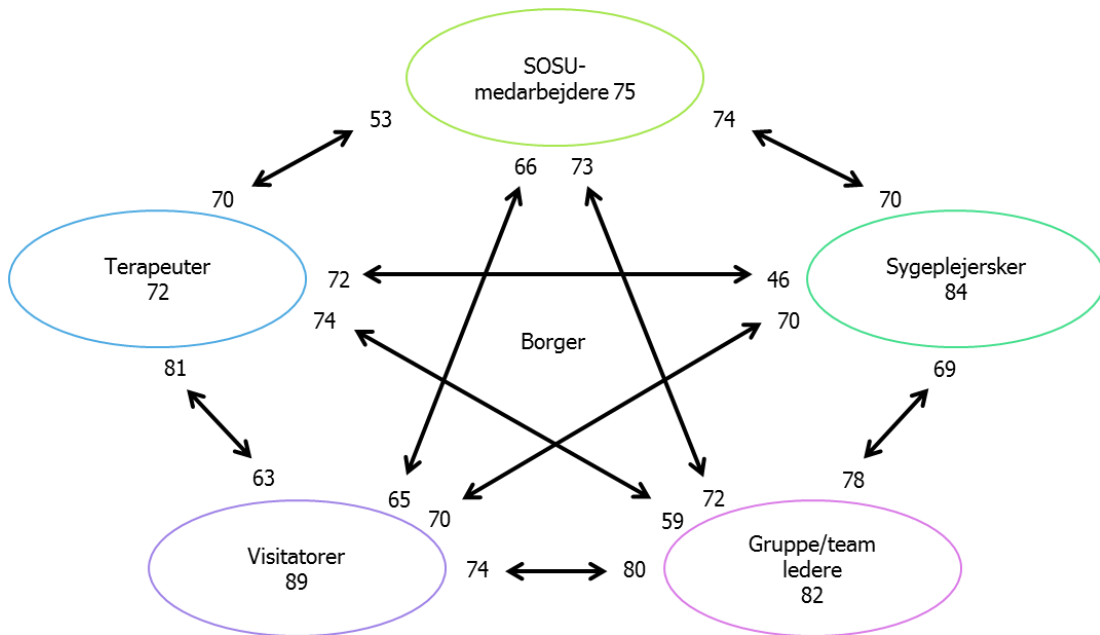 SOSU-
medarbejdere 75
53
74
66 73
70
70
Terapeuter
72
72
46
Sygeplejersker
84
74
70
Borger
81
69
63
78
65
72
70
59
Visitatorer
89
74
80
Gruppe/team
ledere
82